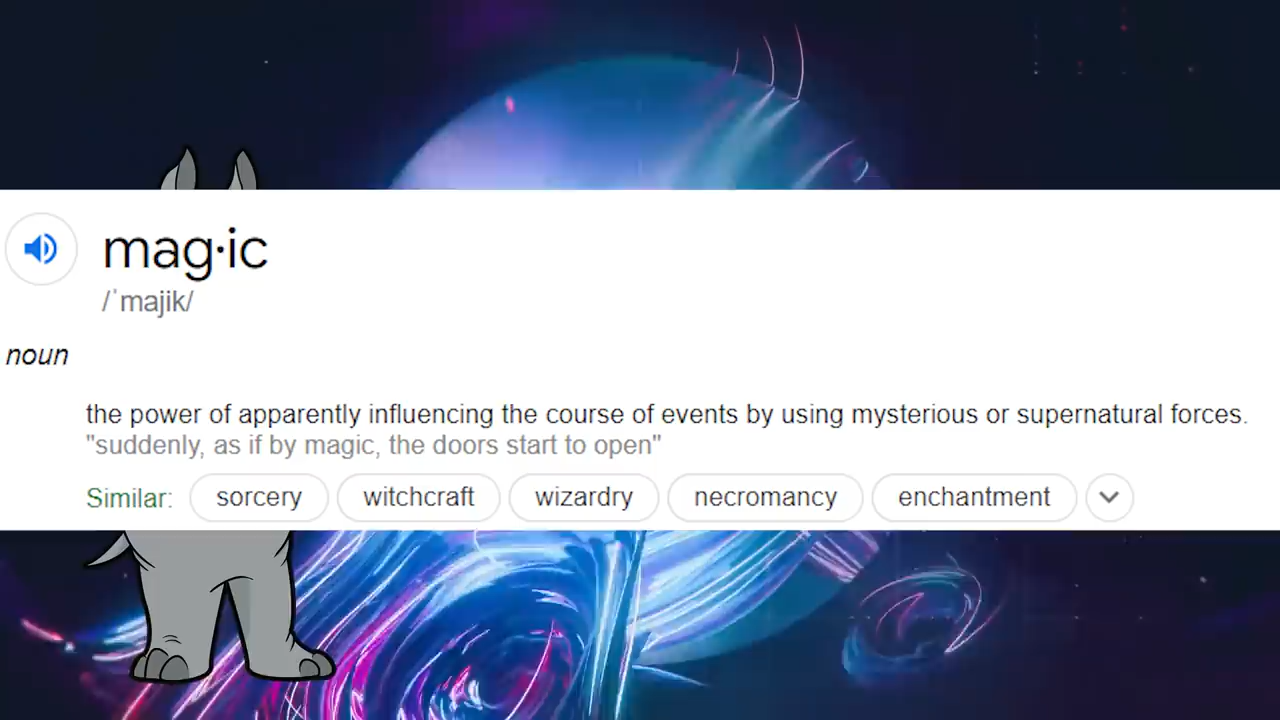 mag·ic
/ˈmajik/
noun
the power of apparently influencing the course of events by using mysterious or supernatural forces.
"suddenly, as if by magic, the doors start to open"
Similar: sorcery witchcraft wizardry necromancy enchantment